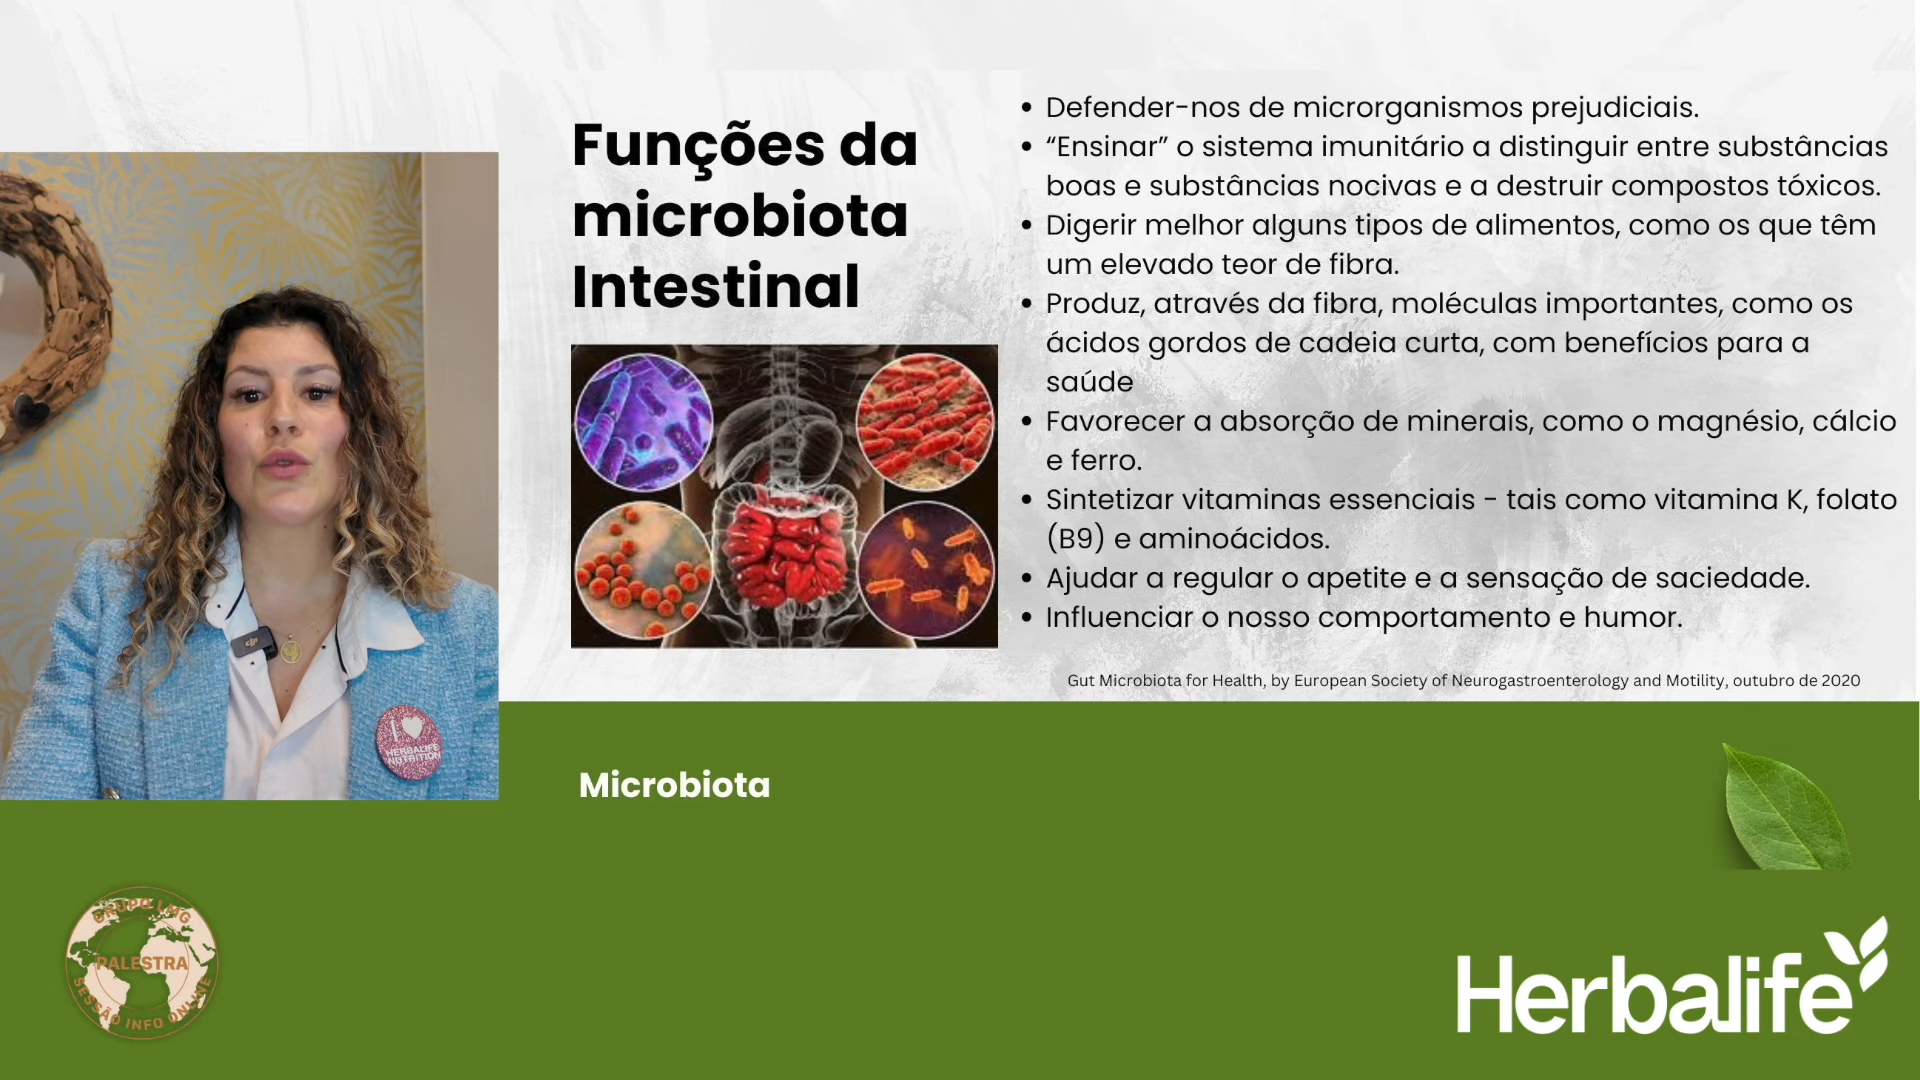 Funções da
microbiota
Intestinal
• Defender-nos de microrganismos prejudiciais.
• “Ensinar” o sistema imunitário a distinguir entre substâncias
boas e substâncias nocivas e a destruir compostos tóxicos.
• Digerir melhor alguns tipos de alimentos, como os que têm
um elevado teor de fibra.
• Produz, através da fibra, moléculas importantes, como os
ácidos gordos de cadeia curta, com benefícios para a
saúde
• Favorecer a absorção de minerais, como o magnésio, cálcio
e ferro.
• Sintetizar vitaminas essenciais - tais como vitamina K, folato
(B9) e aminoácidos.
• Ajudar a regular o apetite e a sensação de saciedade.
• Influenciar o nosso comportamento e humor.
Gut Microbiota for Health, by European Society of Neurogastroenterology and Motility, outubro de 2020
dji
I
HERBALIFE
NUTRITION
Microbiota
GRUPO LMG
PALESTRA
SESSÃO INFO ONLINE
Herbalife